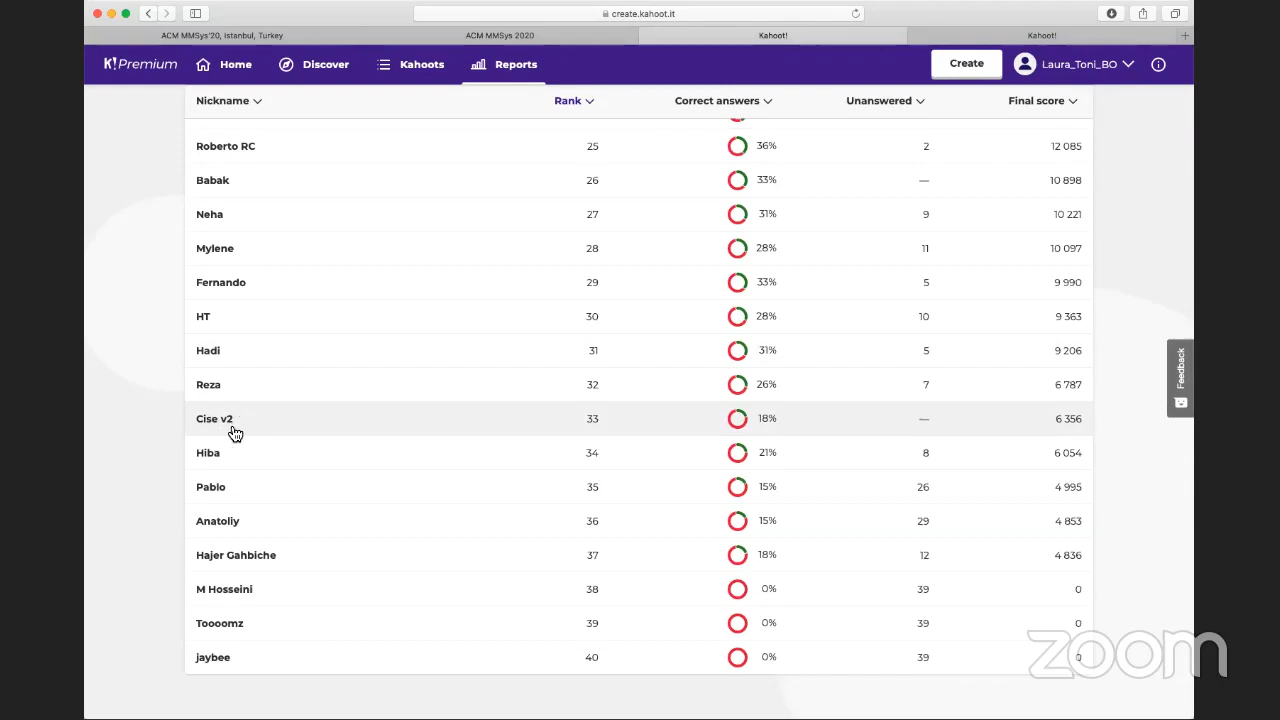 create.kahoot.it
ACM MMSys'20, Istanbul, Turkey ACM MMSys 2020 Kahoot! Kahoot!
K!Premium Home Discover Kahoots Reports Create Laura_Toni_BO
Nickname Rank Correct answers Unanswered Final score
Roberto RC 25 36% 2 12 085
Babak 26 33% — 10 898
Neha 27 31% 9 10 221
Mylene 28 28% 11 10 097
Fernando 29 33% 5 9 990
HT 30 28% 10 9 363
Hadi 31 31% 5 9 206
Reza 32 26% 7 6 787
Cise v2 33 18% — 6 356
Hiba 34 21% 8 6 054
Pablo 35 15% 26 4 995
Anatoliy 36 15% 29 4 853
Hajer Gahbiche 37 18% 12 4 836
M Hosseini 38 0% 39 0
Toooomz 39 0% 39 0
jaybee 40 0% 39 0
Feedback
zoom